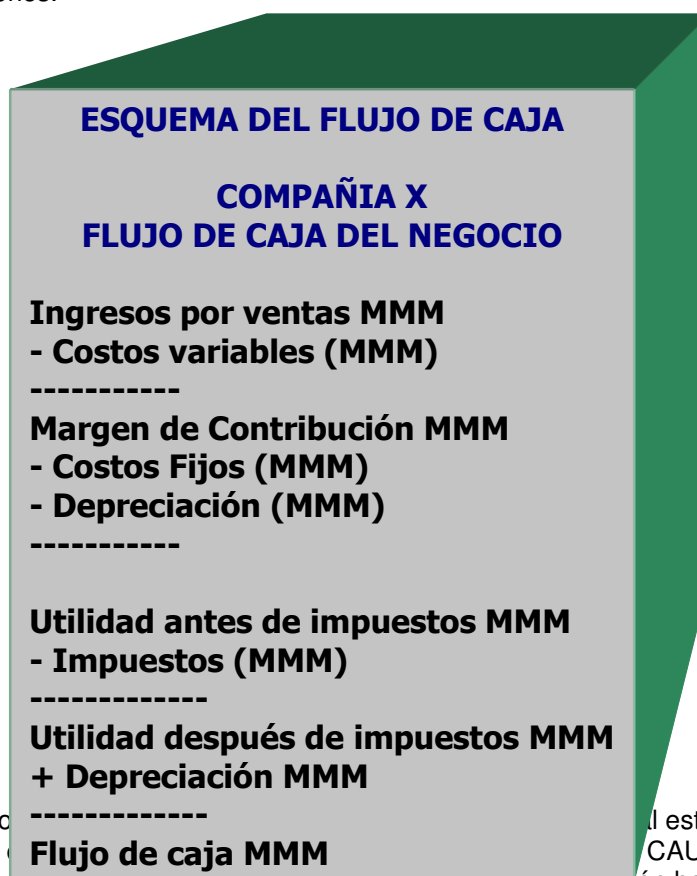 ESQUEMA DEL FLUJO DE CAJA
COMPAÑIA X
FLUJO DE CAJA DEL NEGOCIO
Ingresos por ventas MMM
- Costos variables (MMM)
-----------
Margen de Contribución MMM
- Costos Fijos (MMM)
- Depreciación (MMM)
-----------
Utilidad antes de impuestos MMM
- Impuestos (MMM)
-------------
Utilidad después de impuestos MMM
+ Depreciación MMM
-------------
Flujo de caja MMM